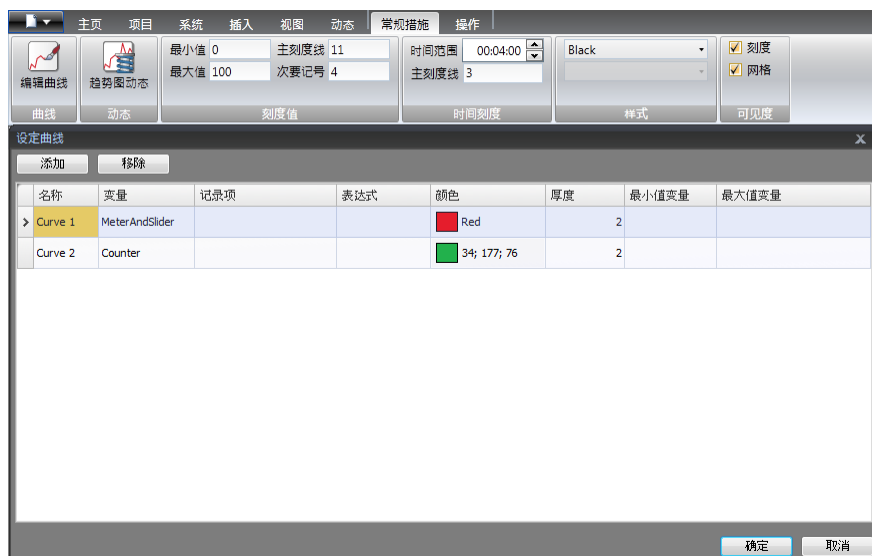 主页 项目 系统 插入 视图 动态 常规措施 操作
最小值 0 主刻度线 11 时间范围 00:04:00 Black 刻度
编辑曲线 趋势图动态 最大值 100 次要记号 4 主刻度线 3 网格
曲线 动态 刻度值 时间刻度 样式 可见度
设定曲线 x
添加 移除
名称 变量 记录项 表达式 颜色 厚度 最小值变量 最大值变量
Curve 1 MeterAndSlider Red 2
Curve 2 Counter 34; 177; 76 2
确定 取消